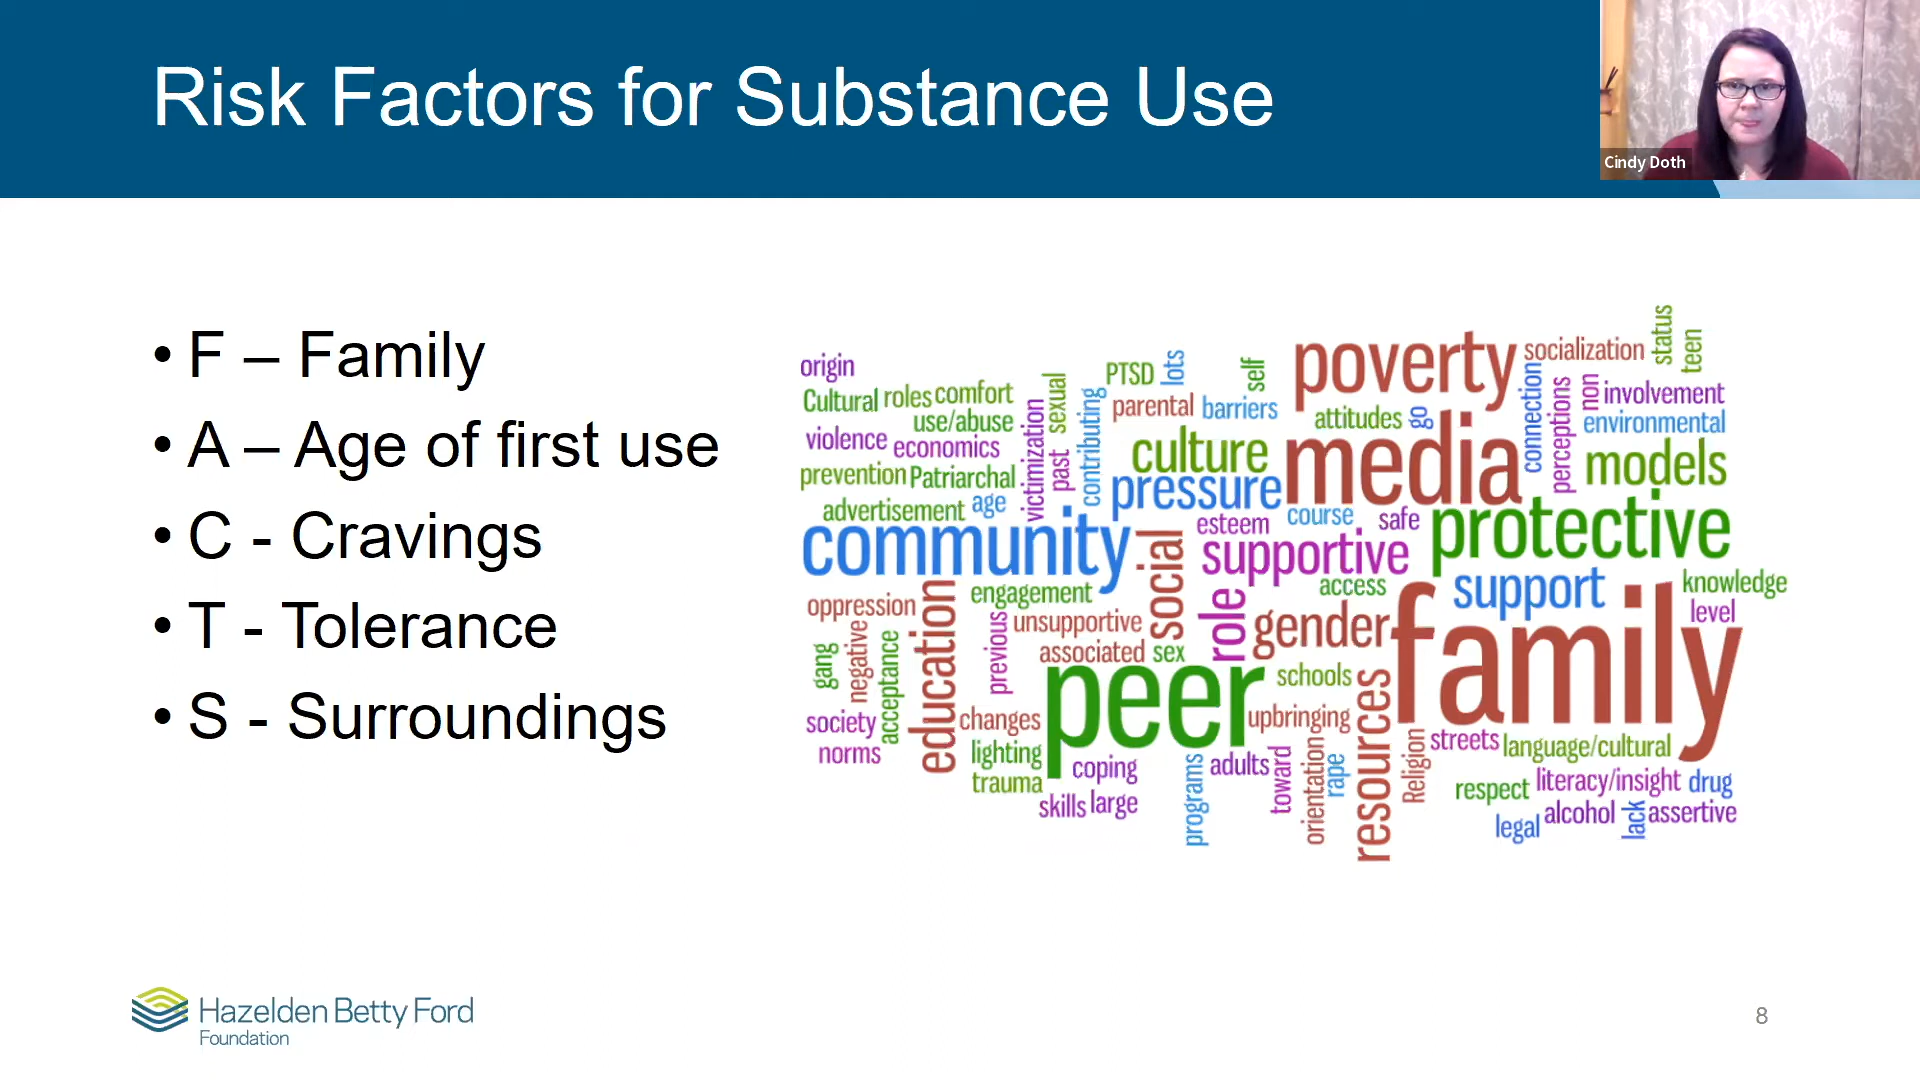 Risk Factors for Substance Use
Cindy Doth
• F – Family
• A – Age of first use
• C - Cravings
• T - Tolerance
• S - Surroundings
origin
Cultural roles comfort
use/abuse
violence economics
prevention Patriarchal
advertisement age
victimization
past
sexual
contributing
PTSD
lots
self
parental barriers
culture
pressure
poverty
attitudes go
media
socialization
status
teen
connection
perceptions
non
involvement
environmental
models
community
social
esteem course safe
supportive
access
protective
support
knowledge
level
oppression
engagement
unsupportive
associated sex
previous
education
gang
negative
acceptance
society
norms
changes
lighting
trauma
role
gender
family
peer
schools
upbringing
resources
coping
skills large
programs
adults
toward
orientation
rape
Religion
streets language/cultural
respect literacy/insight drug
legal alcohol lack assertive
Hazelden Betty Ford
Foundation
8